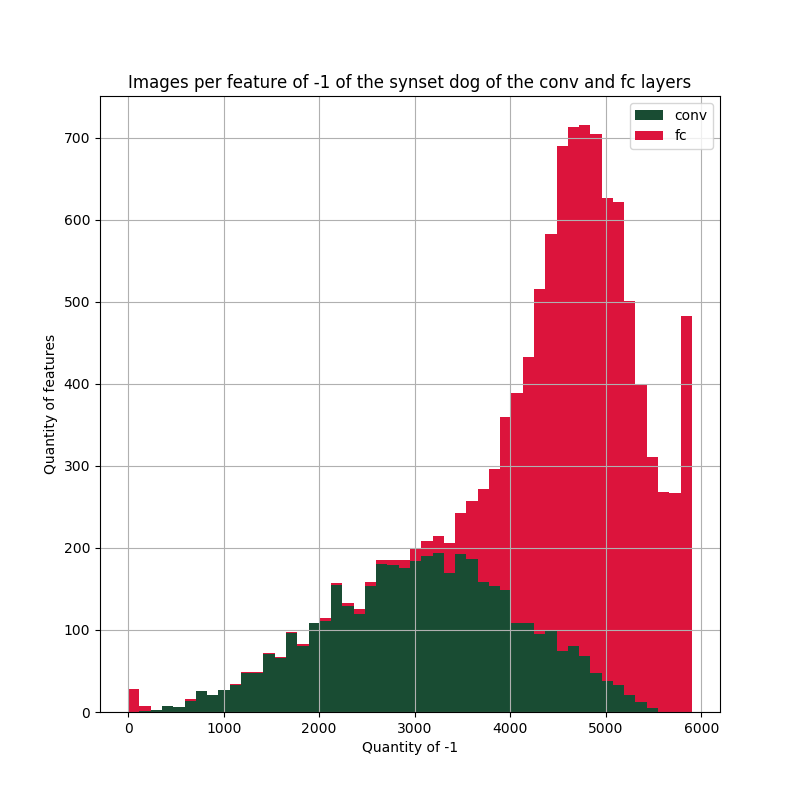 Images per feature of -1 of the synset dog of the conv and fc layers
conv
fc
700
600
500
400
300
200
100
0
Quantity of features
0 1000 2000 3000 4000 5000 6000
Quantity of -1